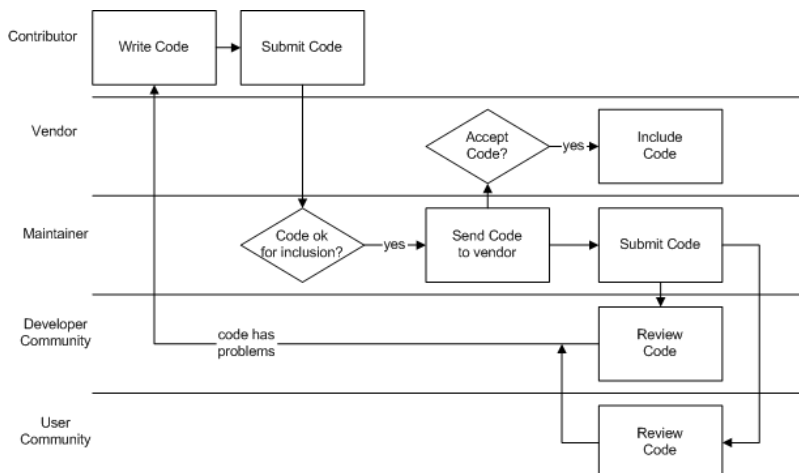 Contributor
Write Code
Submit Code
Vendor
Accept
Code?
yes
Include
Code
Maintainer
Code ok
for inclusion?
yes
Send Code
to vendor
Submit Code
Developer
Community
code has
problems
Review
Code
User
Community
Review
Code